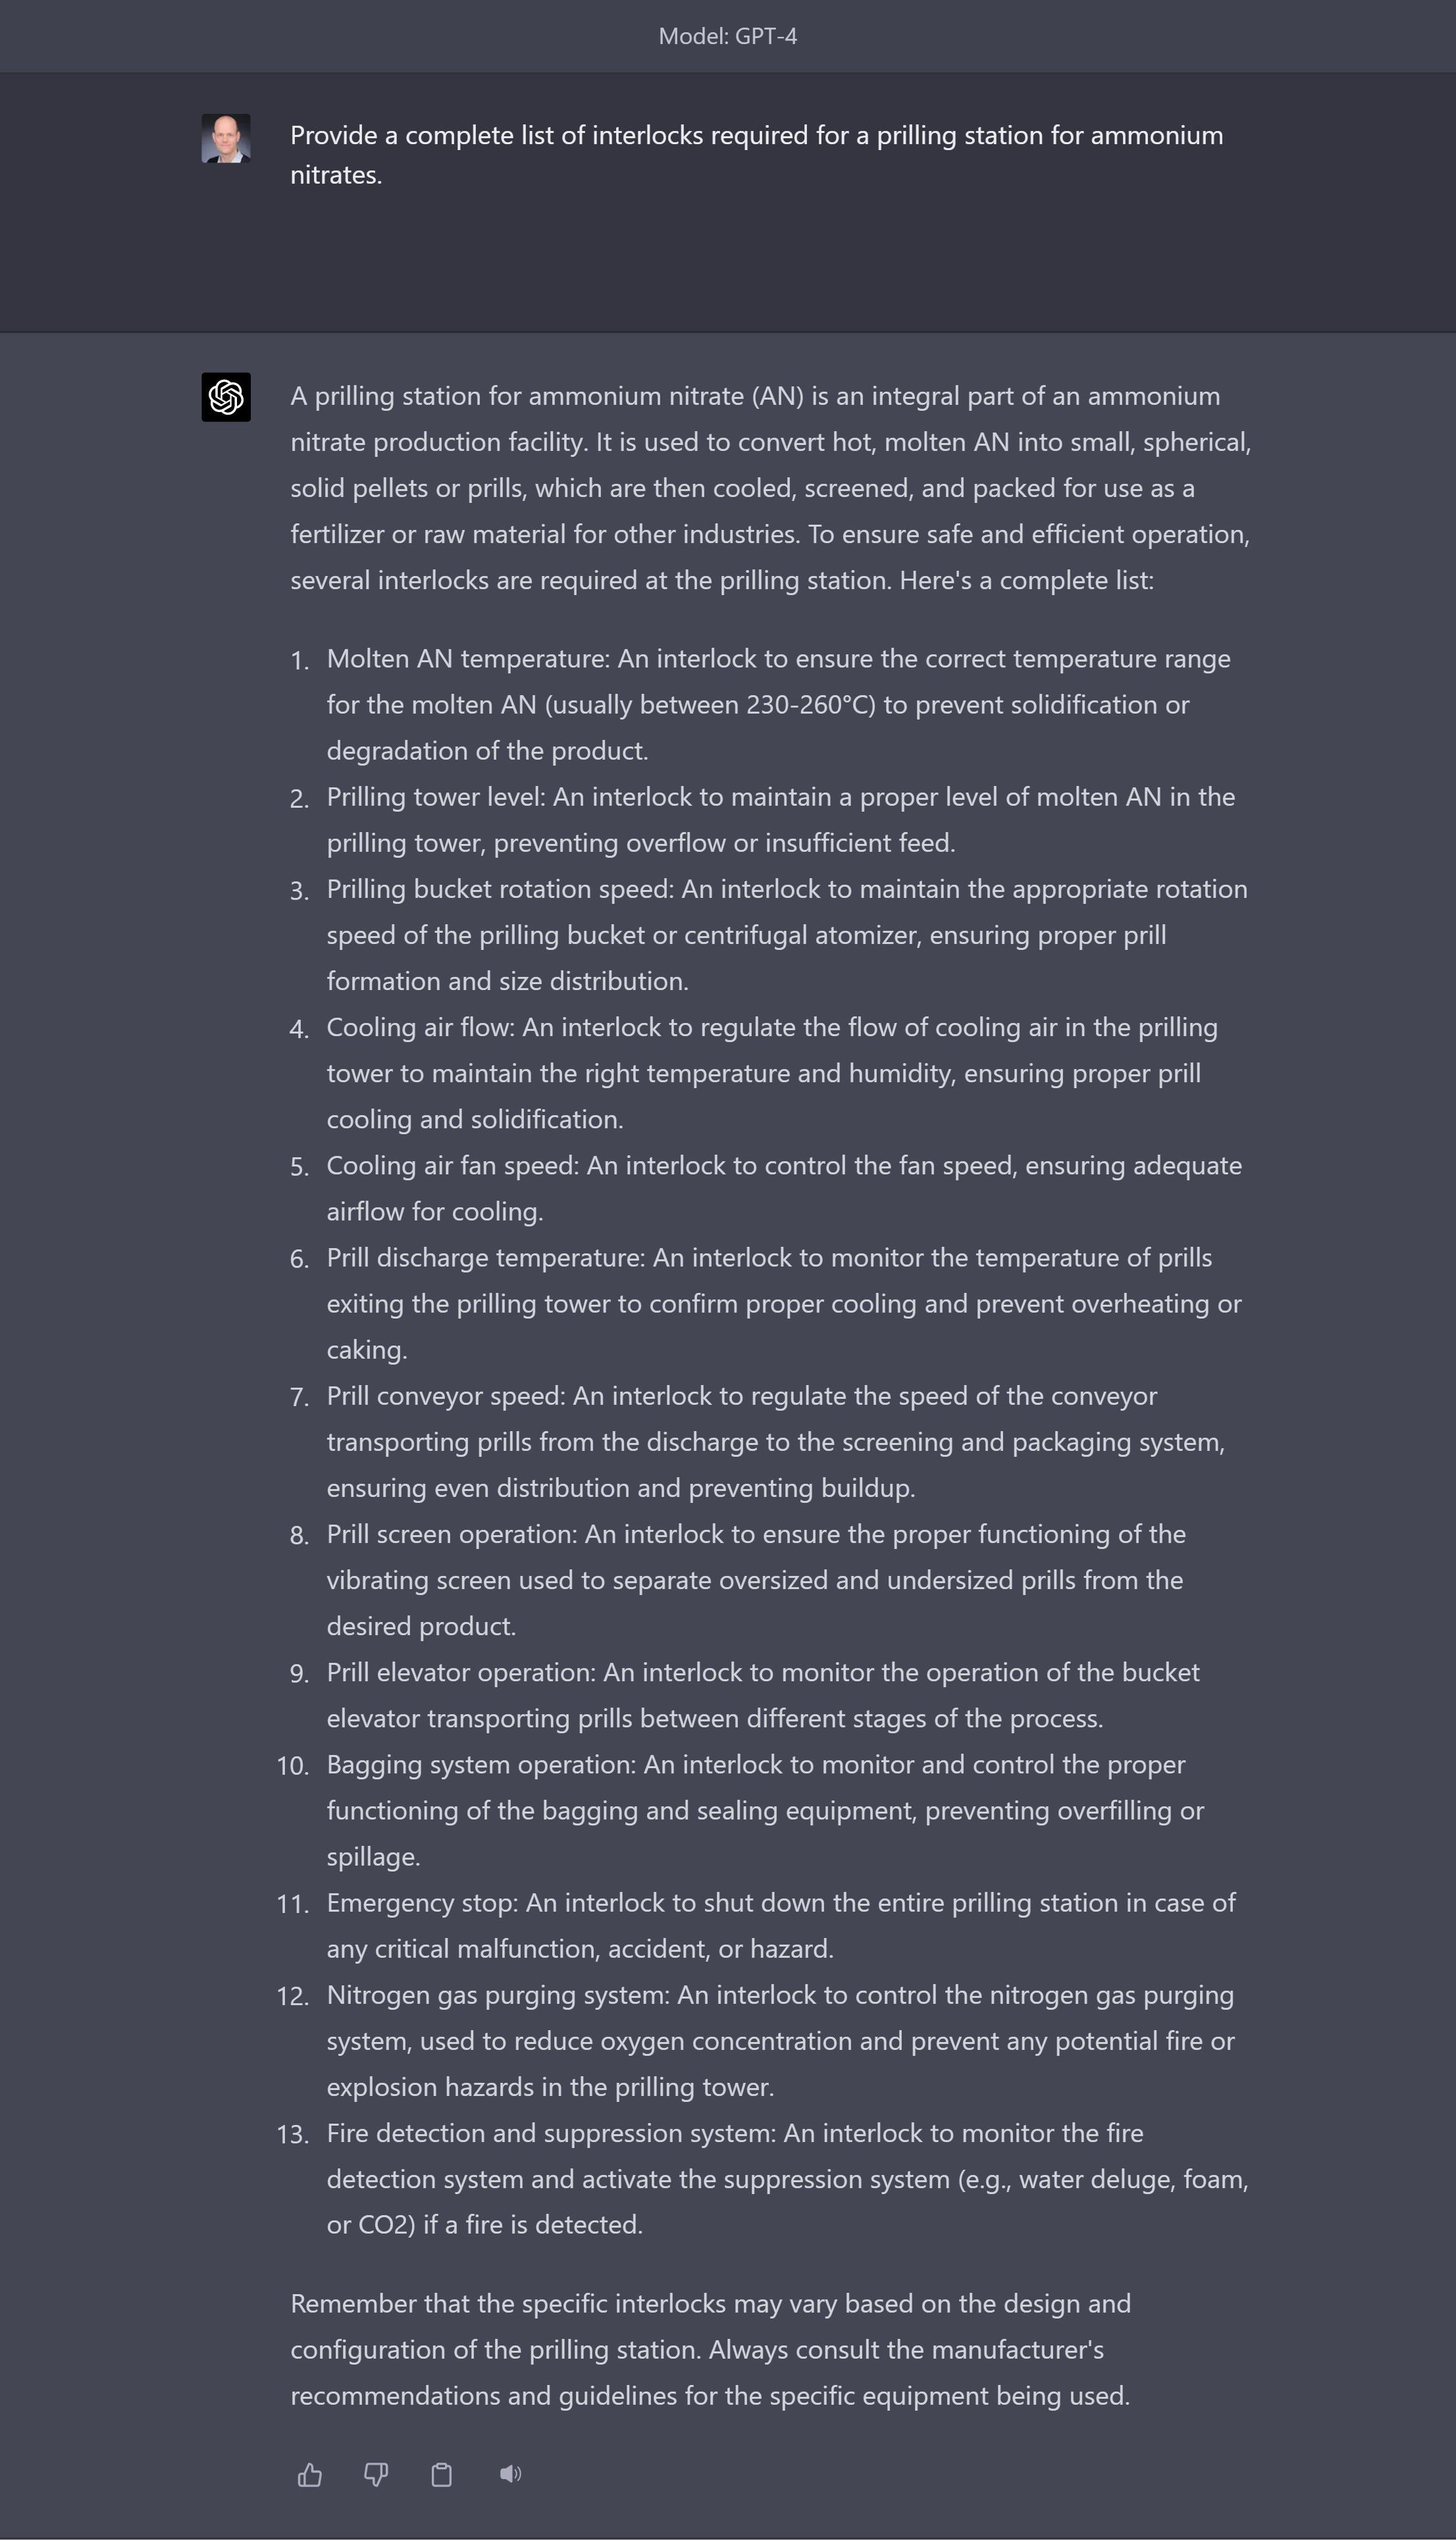 Model: GPT-4
Provide a complete list of interlocks required for a prilling station for ammonium
nitrates.
A prilling station for ammonium nitrate (AN) is an integral part of an ammonium
nitrate production facility. It is used to convert hot, molten AN into small, spherical,
solid pellets or prills, which are then cooled, screened, and packed for use as a
fertilizer or raw material for other industries. To ensure safe and efficient operation,
several interlocks are required at the prilling station. Here's a complete list:
1. Molten AN temperature: An interlock to ensure the correct temperature range
for the molten AN (usually between 230-260°C) to prevent solidification or
degradation of the product.
2. Prilling tower level: An interlock to maintain a proper level of molten AN in the
prilling tower, preventing overflow or insufficient feed.
3. Prilling bucket rotation speed: An interlock to maintain the appropriate rotation
speed of the prilling bucket or centrifugal atomizer, ensuring proper prill
formation and size distribution.
4. Cooling air flow: An interlock to regulate the flow of cooling air in the prilling
tower to maintain the right temperature and humidity, ensuring proper prill
cooling and solidification.
5. Cooling air fan speed: An interlock to control the fan speed, ensuring adequate
airflow for cooling.
6. Prill discharge temperature: An interlock to monitor the temperature of prills
exiting the prilling tower to confirm proper cooling and prevent overheating or
caking.
7. Prill conveyor speed: An interlock to regulate the speed of the conveyor
transporting prills from the discharge to the screening and packaging system,
ensuring even distribution and preventing buildup.
8. Prill screen operation: An interlock to ensure the proper functioning of the
vibrating screen used to separate oversized and undersized prills from the
desired product.
9. Prill elevator operation: An interlock to monitor the operation of the bucket
elevator transporting prills between different stages of the process.
10. Bagging system operation: An interlock to monitor and control the proper
functioning of the bagging and sealing equipment, preventing overfilling or
spillage.
11. Emergency stop: An interlock to shut down the entire prilling station in case of
any critical malfunction, accident, or hazard.
12. Nitrogen gas purging system: An interlock to control the nitrogen gas purging
system, used to reduce oxygen concentration and prevent any potential fire or
explosion hazards in the prilling tower.
13. Fire detection and suppression system: An interlock to monitor the fire
detection system and activate the suppression system (e.g., water deluge, foam,
or CO2) if a fire is detected.
Remember that the specific interlocks may vary based on the design and
configuration of the prilling station. Always consult the manufacturer's
recommendations and guidelines for the specific equipment being used.